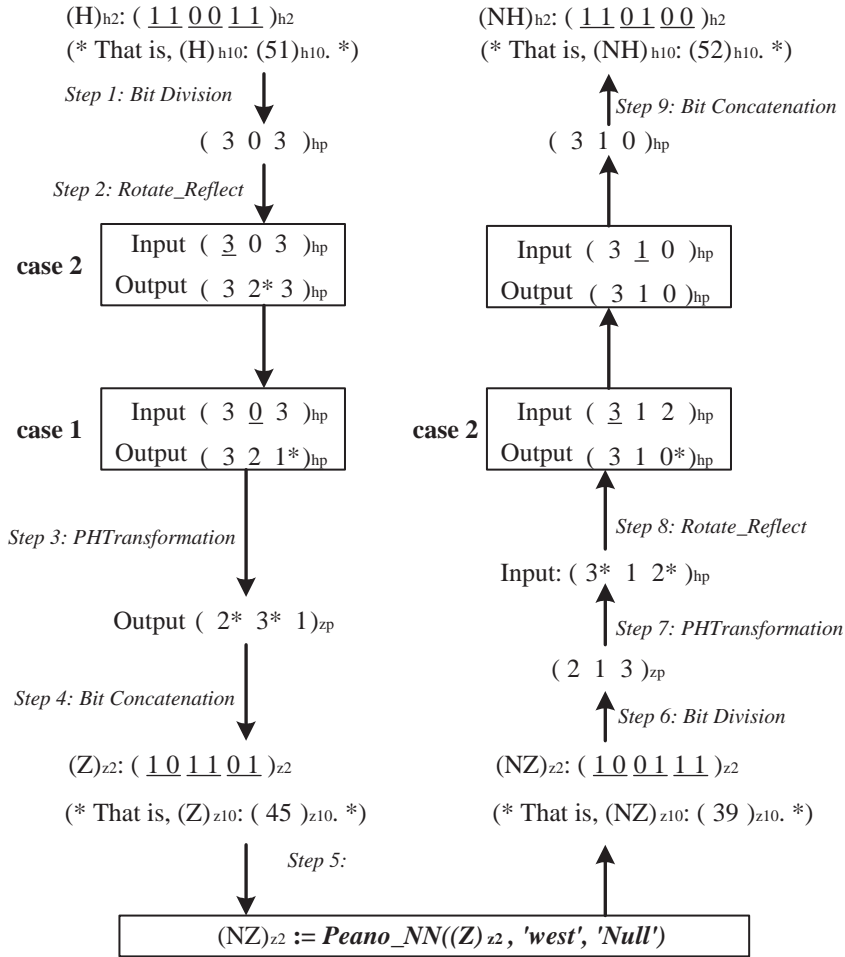 (H)h2: ( 1 1 0 0 1 1 )h2
(* That is, (H) h10: (51)h10. *)
Step 1: Bit Division
( 3 0 3 )hp
Step 2: Rotate_Reflect
case 2
Input ( 3 0 3 )hp
Output ( 3 2* 3 )hp
case 1
Input ( 3 0 3 )hp
Output ( 3 2 1*)hp
Step 3: PHTransformation
Output ( 2* 3* 1)zp
Step 4: Bit Concatenation
(Z)z2: ( 1 0 1 1 0 1 )z2
(* That is, (Z) z10: ( 45 )z10. *)
Step 5:
(NZ)z2 := Peano_NN((Z) z2 , 'west', 'Null')
(NH)h2: ( 1 1 0 1 0 0 )h2
(* That is, (NH) h10: (52)h10. *)
Step 9: Bit Concatenation
( 3 1 0 )hp
Input ( 3 1 0 )hp
Output ( 3 1 0 )hp
case 2
Input ( 3 1 2 )hp
Output ( 3 1 0*)hp
Step 8: Rotate_Reflect
Input: ( 3* 1 2* )hp
Step 7: PHTransformation
( 2 1 3 )zp
Step 6: Bit Division
(NZ)z2: ( 1 0 0 1 1 1 )z2
(* That is, (NZ) z10: ( 39 )z10. *)